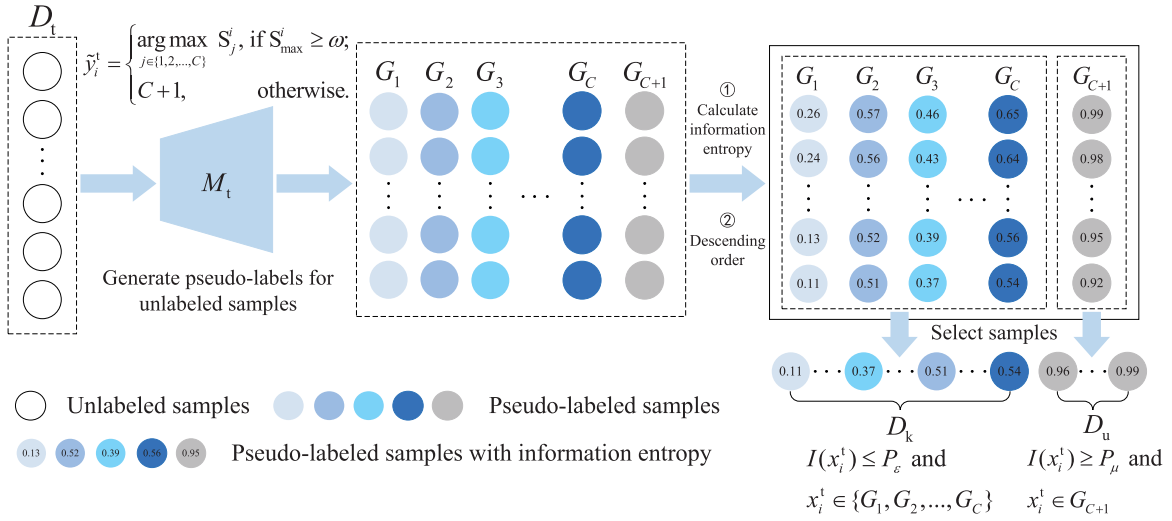 D_t
ỹ_i^t = { arg max_{j∈{1,2,...,C}} S_j^i, if S_max^i ≥ ω;
C+1, otherwise.
M_t
Generate pseudo-labels for
unlabeled samples
G_1 G_2 G_3 G_C G_{C+1}
· · ·
①
Calculate
information
entropy
②
Descending
order
G_1 G_2 G_3 G_C G_{C+1}
0.26 0.57 0.46 0.65 0.99
0.24 0.56 0.43 0.64 0.98
· · ·
0.13 0.52 0.39 0.56 0.95
0.11 0.51 0.37 0.54 0.92
Select samples
0.11 · · · 0.37 · · · 0.51 · · · 0.54 0.96 · · · 0.99
D_k D_u
I(x_i^t) ≤ P_ε and
x_i^t ∈ {G_1, G_2, ..., G_C}
I(x_i^t) ≥ P_μ and
x_i^t ∈ G_{C+1}
Unlabeled samples
Pseudo-labeled samples
0.13 0.52 0.39 0.56 0.95
Pseudo-labeled samples with information entropy